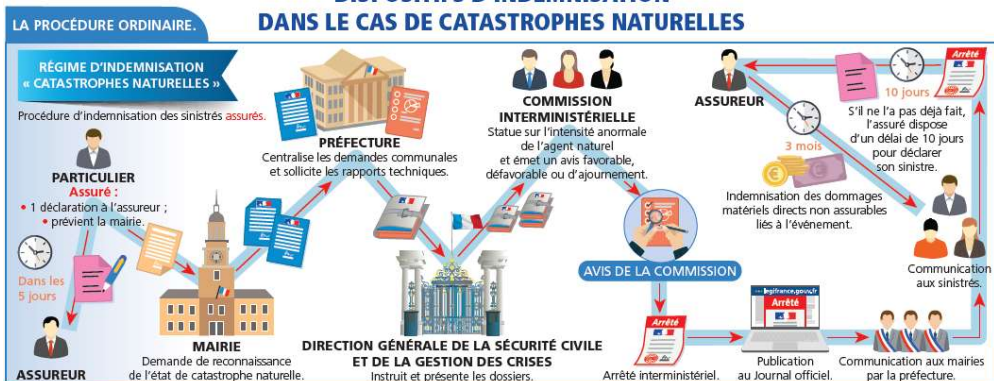 DISPOSITIFS D'INDEMNISATION
DANS LE CAS DE CATASTROPHES NATURELLES
LA PROCÉDURE ORDINAIRE.
RÉGIME D'INDEMNISATION
« CATASTROPHES NATURELLES »
Procédure d'indemnisation des sinistrés assurés.
PARTICULIER
Assuré :
• 1 déclaration à l'assureur ;
• prévient la mairie.
Dans les
5 jours
ASSUREUR
MAIRIE
Demande de reconnaissance
de l'état de catastrophe naturelle.
PRÉFECTURE
Centralise les demandes communales
et sollicite les rapports techniques.
DIRECTION GÉNÉRALE DE LA SÉCURITÉ CIVILE
ET DE LA GESTION DES CRISES
Instruit et présente les dossiers.
COMMISSION
INTERMINISTÉRIELLE
Statue sur l'intensité anormale
de l'agent naturel
et émet un avis favorable,
défavorable ou d'ajournement.
AVIS DE LA COMMISSION
Arrêté
Arrêté interministériel.
legifrance.gouv.fr
Arrêté
Publication
au Journal officiel.
Communication aux mairies
par la préfecture.
Communication
aux sinistrés.
Arrêté
10 jours
S'il ne l'a pas déjà fait,
l'assuré dispose
d'un délai de 10 jours
pour déclarer
son sinistre.
ASSUREUR
3 mois
Indemnisation des dommages
matériels directs non assurables
liés à l'événement.